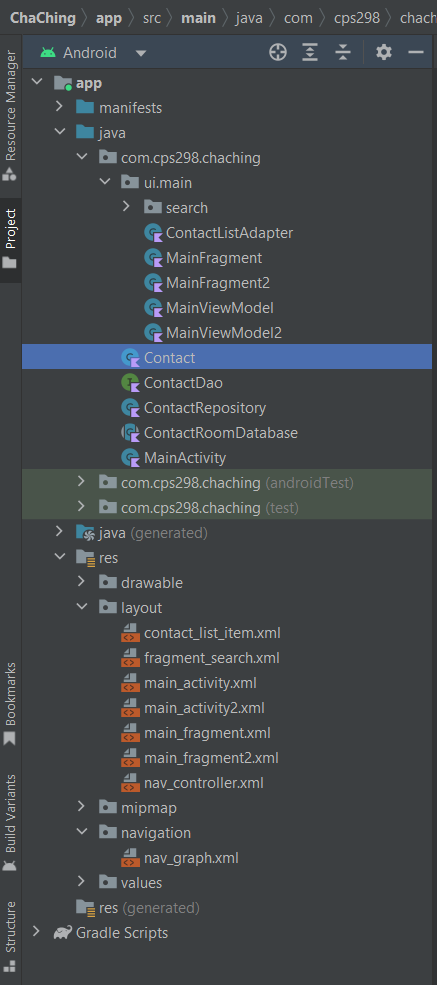 ChaChing app src main java com cps298 chach
Android
app
manifests
java
com.cps298.chaching
ui.main
search
ContactListAdapter
MainFragment
MainFragment2
MainViewModel
MainViewModel2
Contact
ContactDao
ContactRepository
ContactRoomDatabase
MainActivity
com.cps298.chaching (androidTest)
com.cps298.chaching (test)
java (generated)
res
drawable
layout
contact_list_item.xml
fragment_search.xml
main_activity.xml
main_activity2.xml
main_fragment.xml
main_fragment2.xml
nav_controller.xml
mipmap
navigation
nav_graph.xml
values
res (generated)
Gradle Scripts
Resource Manager
Project
Bookmarks
Build Variants
Structure